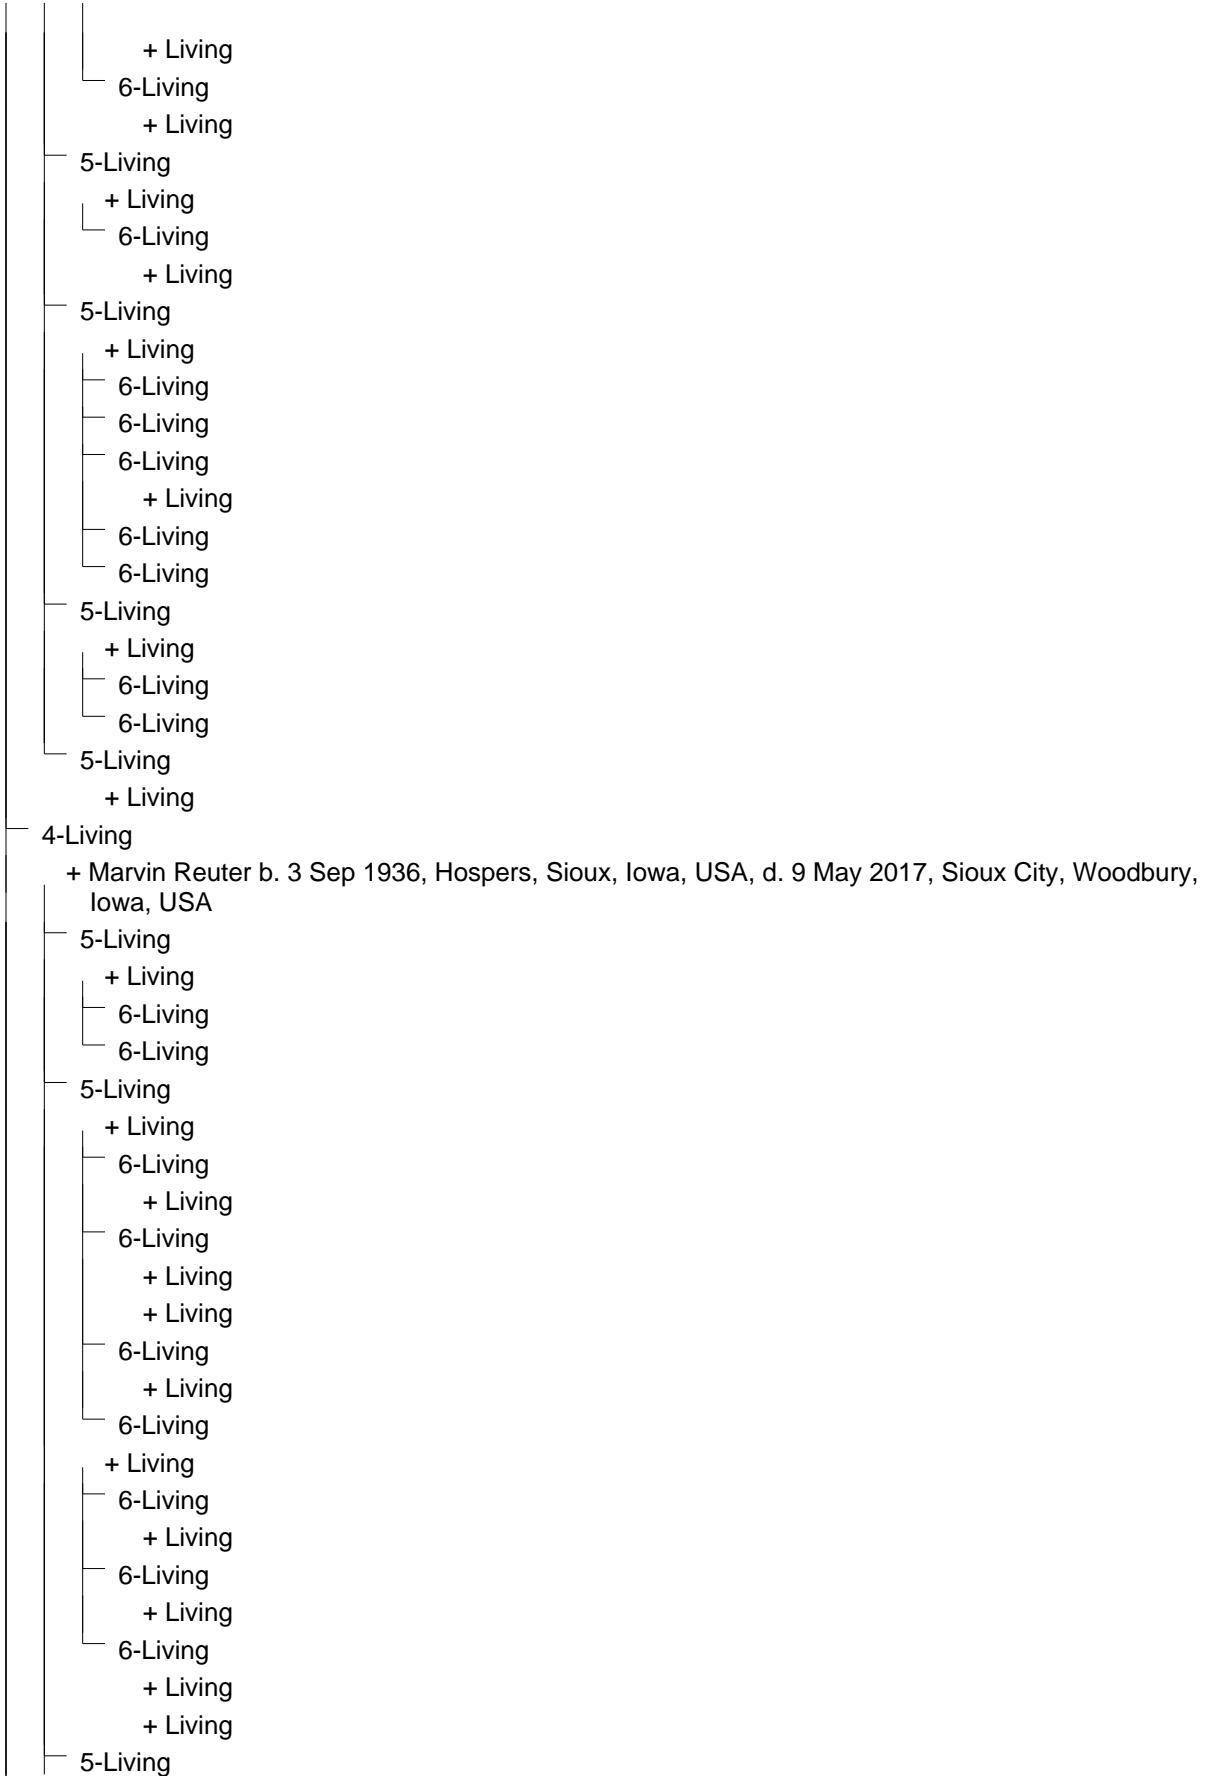 + Living
6-Living
+ Living
5-Living
+ Living
6-Living
+ Living
5-Living
+ Living
6-Living
6-Living
6-Living
+ Living
6-Living
6-Living
5-Living
+ Living
6-Living
6-Living
5-Living
+ Living
4-Living
+ Marvin Reuter b. 3 Sep 1936, Hospers, Sioux, Iowa, USA, d. 9 May 2017, Sioux City, Woodbury,
Iowa, USA
5-Living
+ Living
6-Living
6-Living
5-Living
+ Living
6-Living
+ Living
6-Living
+ Living
+ Living
6-Living
+ Living
6-Living
+ Living
6-Living
+ Living
6-Living
+ Living
6-Living
+ Living
+ Living
5-Living